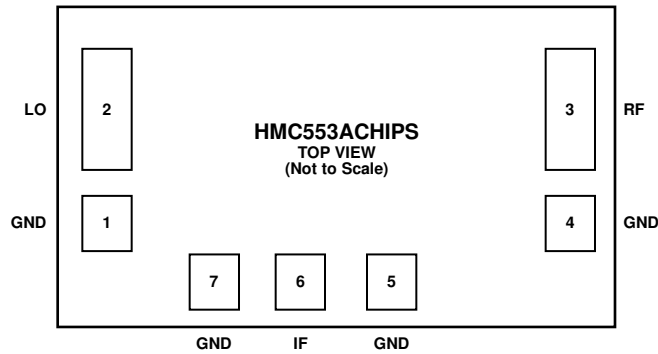 LO 2 3 RF
HMC553ACHIPS
TOP VIEW
(Not to Scale)
GND 1 4 GND
7 6 5
GND IF GND